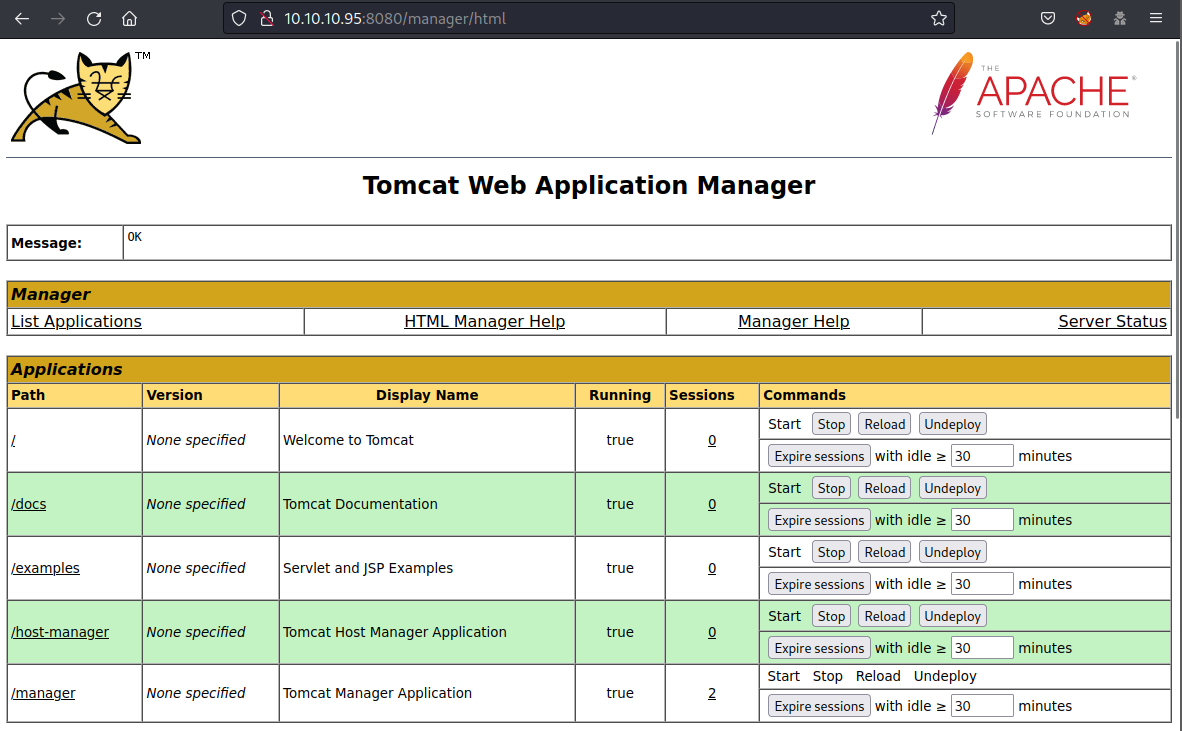 10.10.10.95:8080/manager/html
TM
THE
APACHE®
SOFTWARE FOUNDATION
Tomcat Web Application Manager
Message: OK
Manager
List Applications HTML Manager Help Manager Help Server Status
Applications
Path Version Display Name Running Sessions Commands
/ None specified Welcome to Tomcat true 0 Start Stop Reload Undeploy
Expire sessions with idle ≥ 30 minutes
/docs None specified Tomcat Documentation true 0 Start Stop Reload Undeploy
Expire sessions with idle ≥ 30 minutes
/examples None specified Servlet and JSP Examples true 0 Start Stop Reload Undeploy
Expire sessions with idle ≥ 30 minutes
/host-manager None specified Tomcat Host Manager Application true 0 Start Stop Reload Undeploy
Expire sessions with idle ≥ 30 minutes
/manager None specified Tomcat Manager Application true 2 Start Stop Reload Undeploy
Expire sessions with idle ≥ 30 minutes